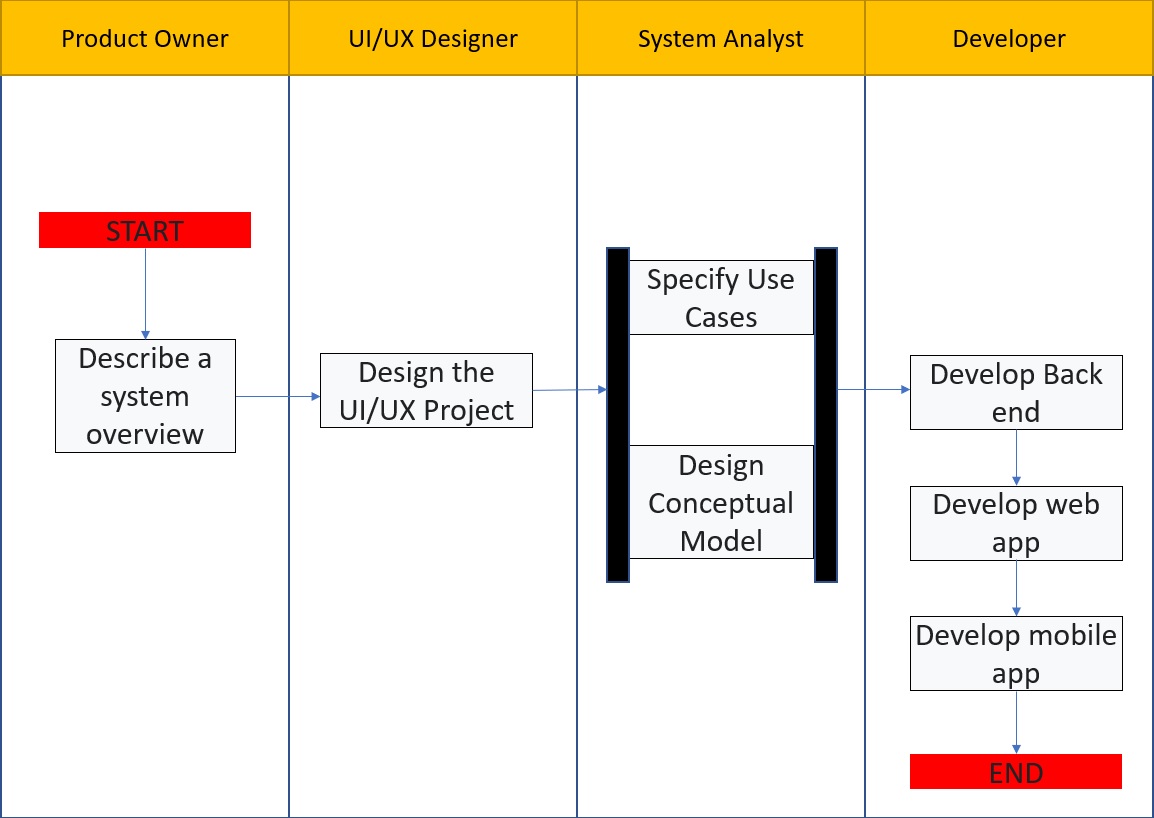 Product Owner
UI/UX Designer
System Analyst
Developer
START
Describe a
system
overview
Design the
UI/UX Project
Specify Use
Cases
Design
Conceptual
Model
Develop Back
end
Develop web
app
Develop mobile
app
END